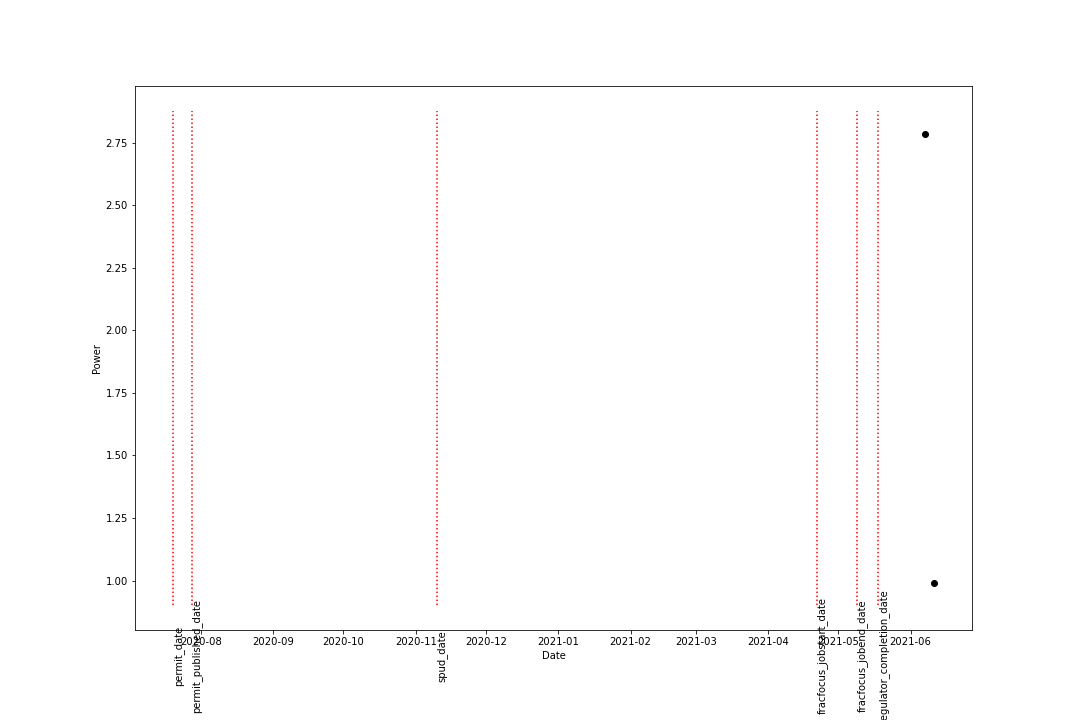 2.75
2.50
2.25
2.00
1.75
1.50
1.25
1.00
Power
2020-08
2020-09
2020-10
2020-11
2020-12
2021-01
2021-02
2021-03
2021-04
2021-05
2021-06
Date
permit_date
permit_published_date
spud_date
fracfocus_jobstart_date
fracfocus_jobend_date
egulator_completion_date